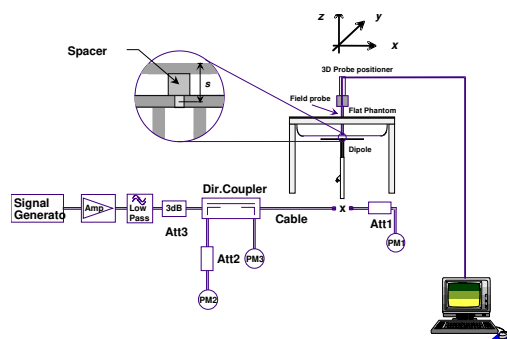 z
y
x
Spacer
s
3D Probe positioner
Field probe
Flat Phantom
Dipole
Signal
Generato
Amp
Low
Pass
3dB
Att3
Dir.Coupler
Cable
x
Att1
PM1
Att2
PM3
PM2